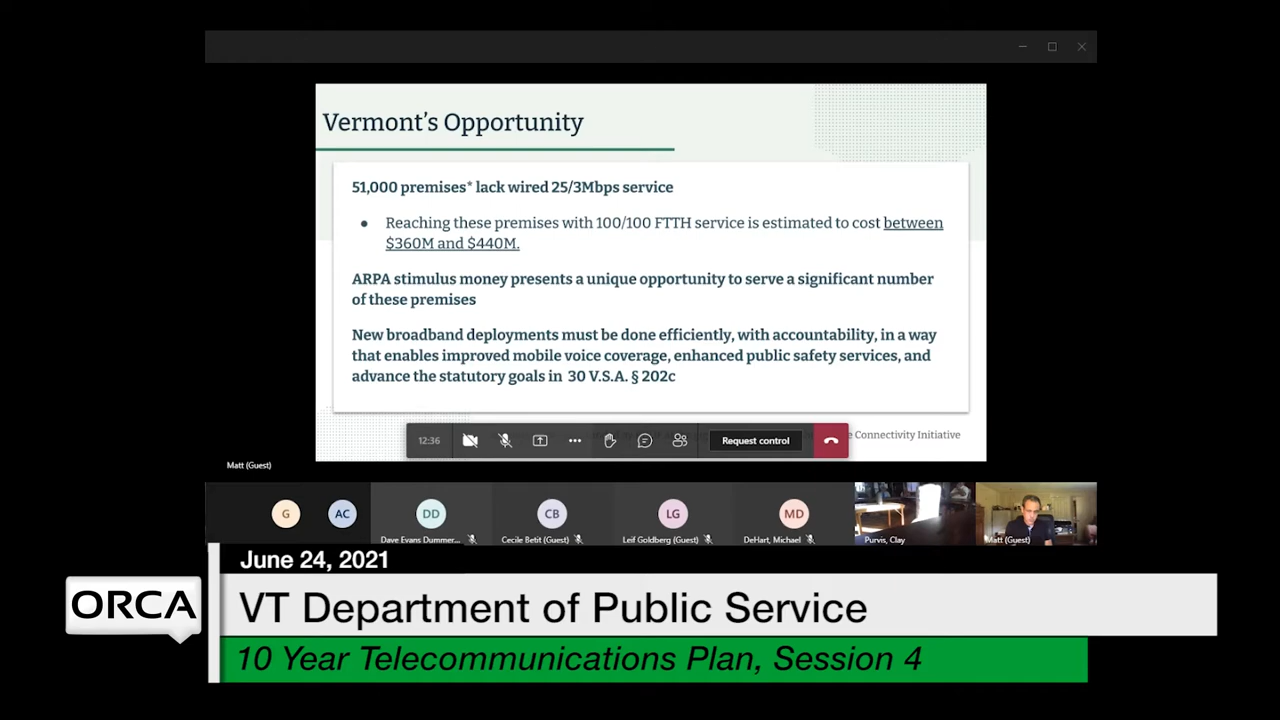 Vermont's Opportunity
51,000 premises* lack wired 25/3Mbps service
• Reaching these premises with 100/100 FTTH service is estimated to cost between
$360M and $440M.
ARPA stimulus money presents a unique opportunity to serve a significant number
of these premises
New broadband deployments must be done efficiently, with accountability, in a way
that enables improved mobile voice coverage, enhanced public safety services, and
advance the statutory goals in 30 V.S.A. § 202c
12:36
Request control
e Connectivity Initiative
Matt (Guest)
G
AC
DD
CB
LG
MD
Dave Evans Dummer...
Cecile Betit (Guest)
Leif Goldberg (Guest)
DeHart, Michael
Purvis, Clay
Matt (Guest)
June 24, 2021
ORCA
VT Department of Public Service
10 Year Telecommunications Plan, Session 4